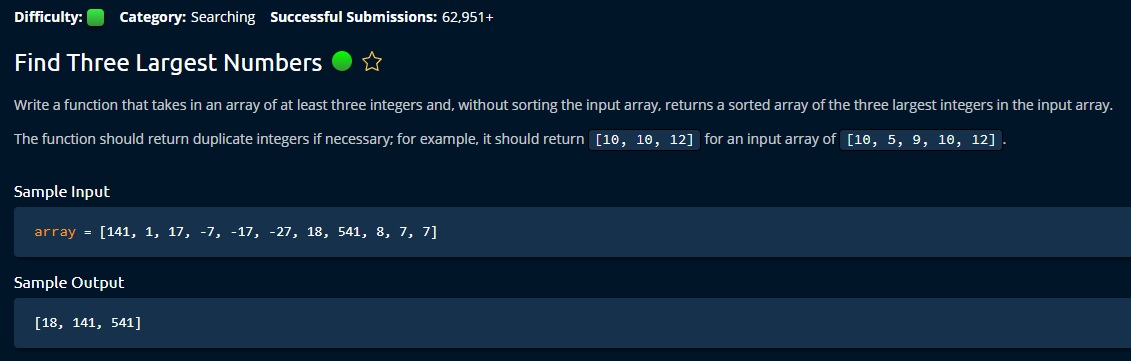 Difficulty: Category: Searching Successful Submissions: 62,951+
Find Three Largest Numbers
Write a function that takes in an array of at least three integers and, without sorting the input array, returns a sorted array of the three largest integers in the input array.
The function should return duplicate integers if necessary; for example, it should return [10, 10, 12] for an input array of [10, 5, 9, 10, 12].
Sample Input
array = [141, 1, 17, -7, -17, -27, 18, 541, 8, 7, 7]
Sample Output
[18, 141, 541]